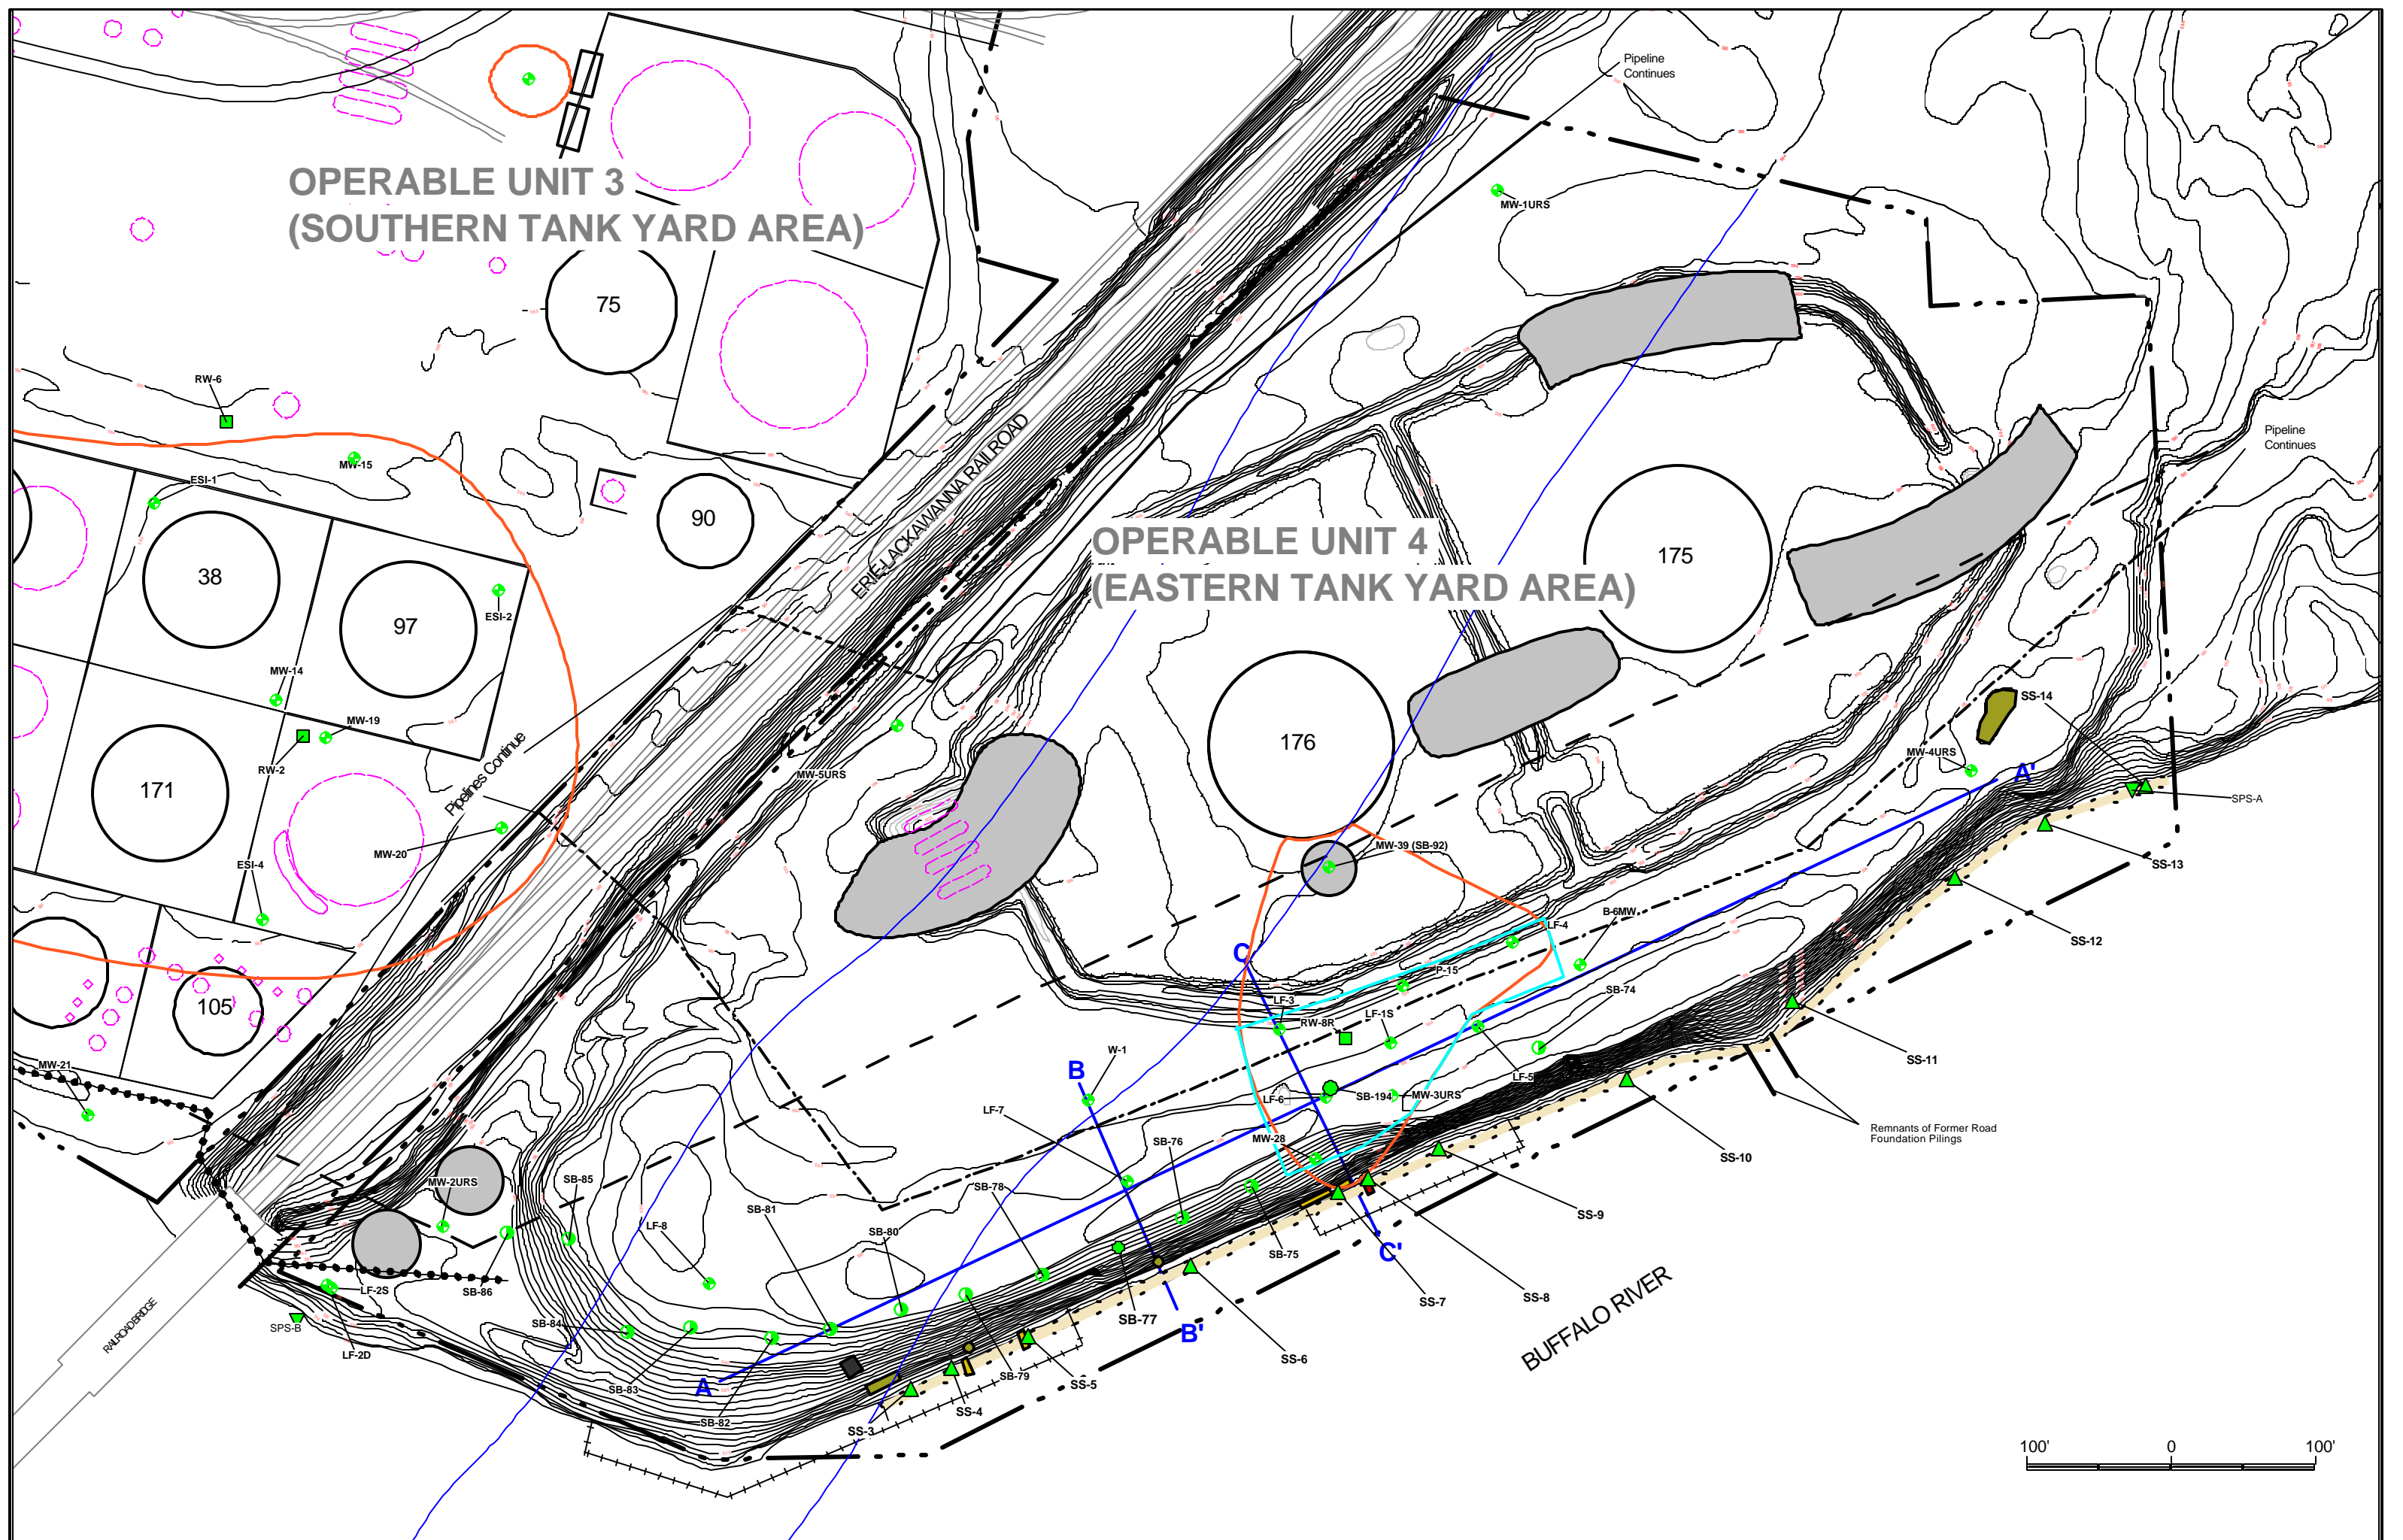 Pipeline
Continues
OPERABLE UNIT 3
(SOUTHERN TANK YARD AREA)
MW-1URS
75
RW-6
ERIE-LACKAWANNA RAILROAD
Pipeline
Continues
MW-15
ESI-1
90
OPERABLE UNIT 4
(EASTERN TANK YARD AREA)
175
38
97
ESI-2
MW-14
MW-19
RW-2
171
Pipelines Continue
MW-5URS
176
SS-14
MW-4URS
A'
SPS-A
MW-20
ESI-4
MW-39 (SB-92)
SS-13
LF-4
B-6MW
SS-12
C
P-15
SB-74
105
LF-3
LF-1S
RW-8R
MW-21
W-1
B
SS-11
LF-5
LF-6
SB-194
MW-3URS
LF-7
SB-76
MW-28
Remnants of Former Road
Foundation Pilings
SS-10
MW-2URS
SB-85
SB-78
SB-81
LF-8
SB-80
SS-9
SB-75
C'
LF-2S
SB-86
SS-7
SS-8
SPS-B
SB-84
SB-77
B'
RAILROAD BRIDGE
LF-2D
SS-6
BUFFALO RIVER
SB-83
A
SB-79
SS-5
SB-82
SS-4
SS-3
100'
0
100'